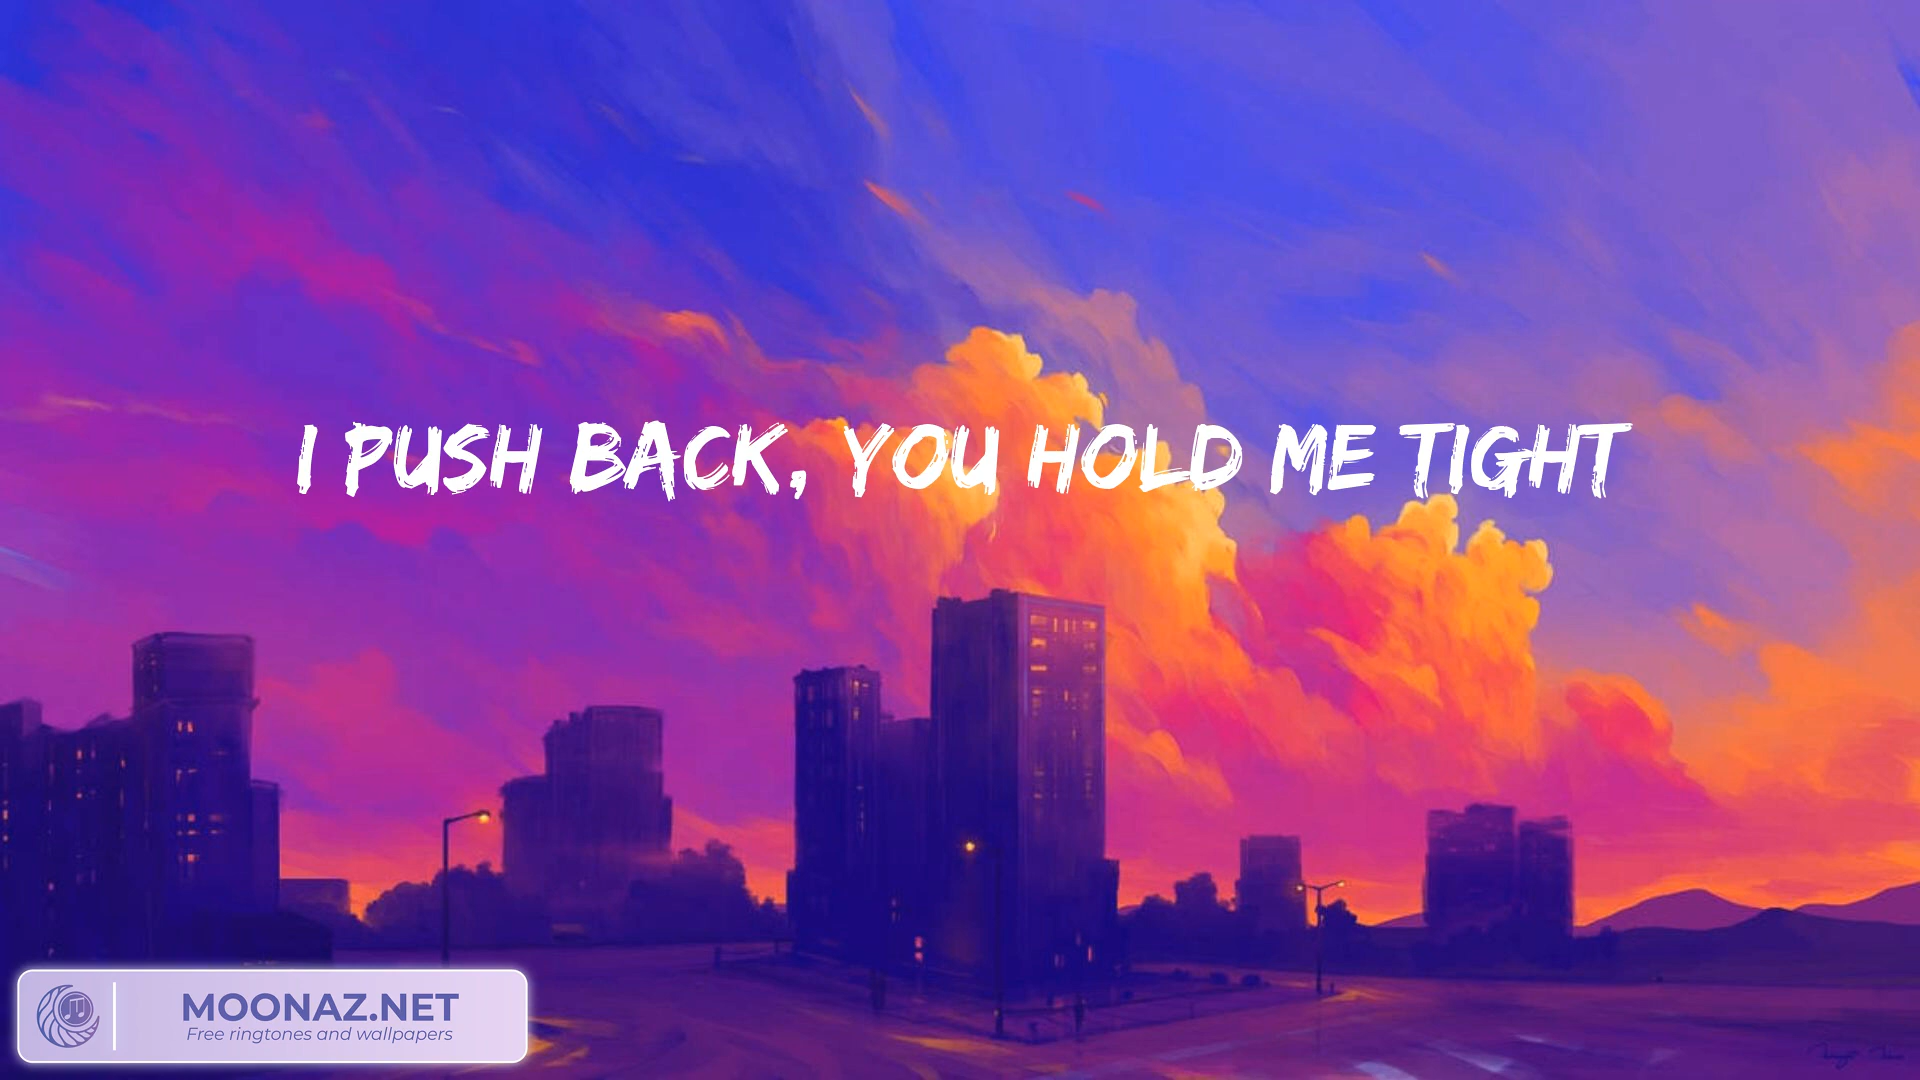 I PUSH BACK, YOU HOLD ME TIGHT
MOONAZ.NET
Free ringtones and wallpapers